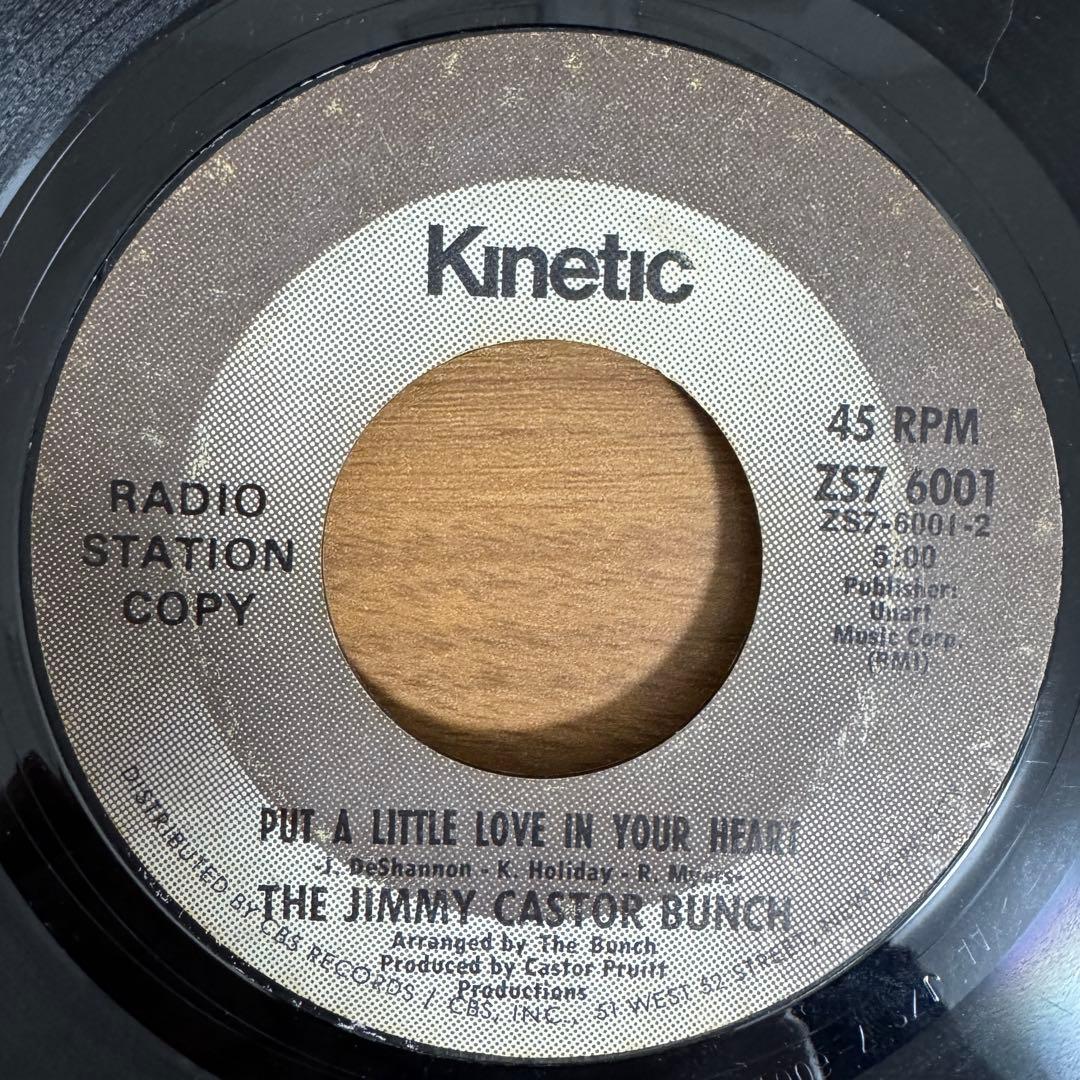 Kinetic
45 RPM
ZS7 6001
ZS7-6001-2
5:00
Publisher:
Unart
Music Corp.
(BMI)
RADIO
STATION
COPY
PUT A LITTLE LOVE IN YOUR HEART
-J. DeShannon - K. Holiday - R. Myers-
THE JIMMY CASTOR BUNCH
Arranged by The Bunch
Produced by Castor Pruitt
Productions
DISTRIBUTED BY CBS RECORDS / CBS, INC., 51 WEST 52 STREET,